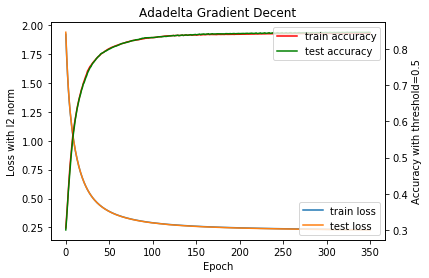 Adadelta Gradient Decent
Loss with l2 norm
2.00
1.75
1.50
1.25
1.00
0.75
0.50
0.25
train accuracy
test accuracy
train loss
test loss
0.8
0.7
0.6
0.5
0.4
0.3
Accuracy with threshold=0.5
0 50 100 150 200 250 300 350
Epoch